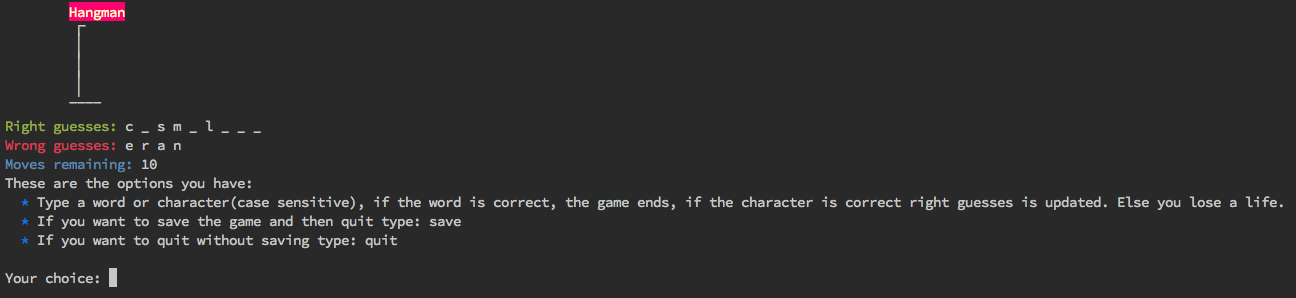 Hangman
Right guesses: c _ s m _ l _ _ _
Wrong guesses: e r a n
Moves remaining: 10
These are the options you have:
* Type a word or character(case sensitive), if the word is correct, the game ends, if the character is correct right guesses is updated. Else you lose a life.
* If you want to save the game and then quit type: save
* If you want to quit without saving type: quit
Your choice: